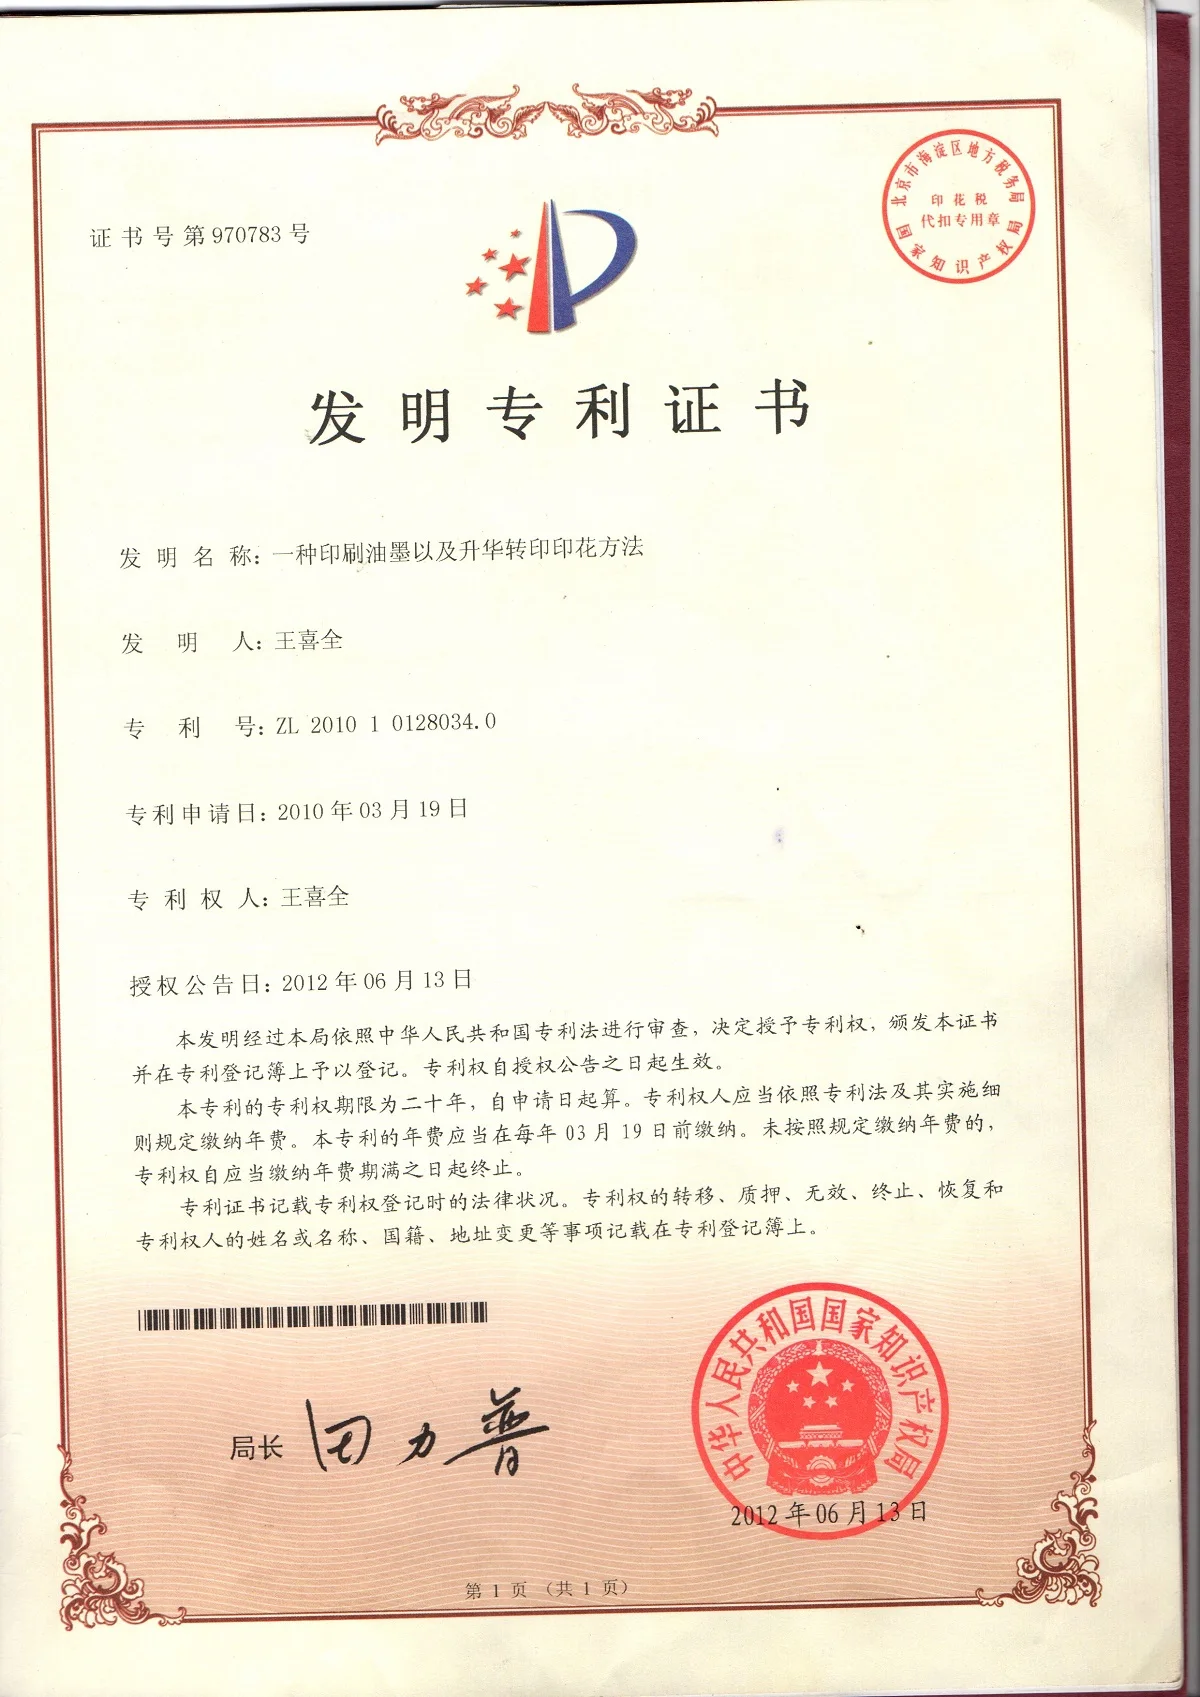 证书号第970783号
北京市海淀区地方税务局
印花税
代扣专用章
国家知识产权局
发明专利证书
发明名称：一种印刷油墨以及升华转印印花方法
发明人：王喜全
专利号：ZL 2010 1 0128034.0
专利申请日：2010年03月19日
专利权人：王喜全
授权公告日：2012年06月13日
本发明经过本局依照中华人民共和国专利法进行审查，决定授予专利权，颁发本证书
并在专利登记簿上予以登记。专利权自授权公告之日起生效。
本专利的专利权期限为二十年，自申请日起算。专利权人应当依照专利法及其实施细
则规定缴纳年费。本专利的年费应当在每年03月19日前缴纳。未按照规定缴纳年费的，
专利权自应当缴纳年费期满之日起终止。
专利证书记载专利权登记时的法律状况。专利权的转移、质押、无效、终止、恢复和
专利权人的姓名或名称、国籍、地址变更等事项记载在专利登记簿上。
局长 田力普
中华人民共和国国家知识产权局
2012年06月13日
第1页（共1页）